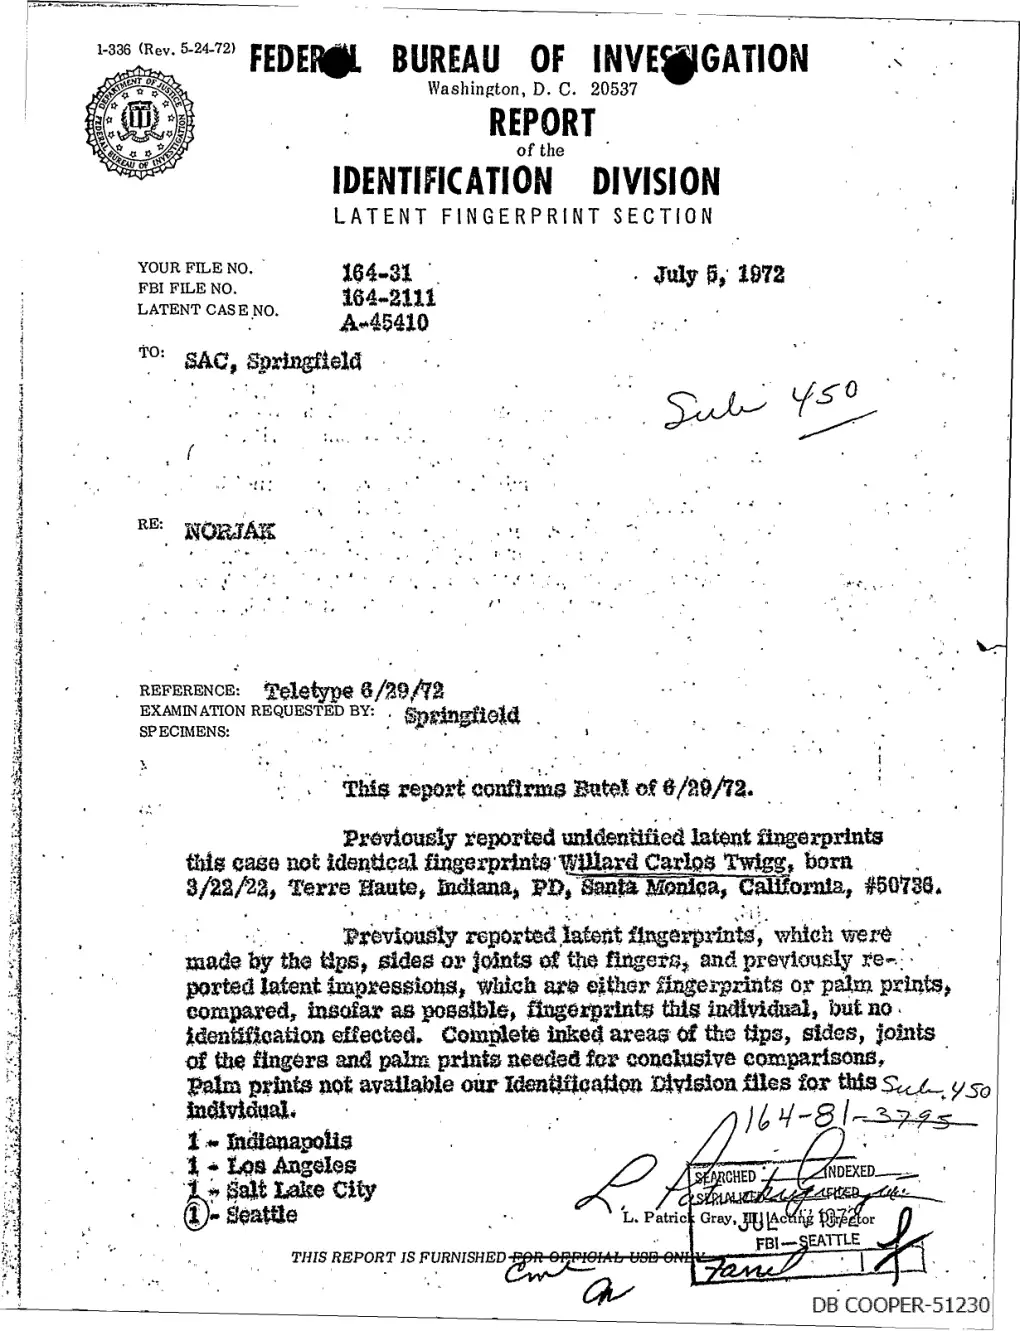 1-336 (Rev. 5-24-72)
FEDERAL BUREAU OF INVESTIGATION
Washington, D. C. 20537
REPORT
of the
IDENTIFICATION DIVISION
LATENT FINGERPRINT SECTION
YOUR FILE NO. 164-31 July 5, 1972
FBI FILE NO. 164-2111
LATENT CASE NO. A-45410
TO: SAC, Springfield
Sub 450
RE: NORJAK
REFERENCE: Teletype 6/29/72
EXAMINATION REQUESTED BY: Springfield
SPECIMENS:
This report confirms Butel of 6/29/72.
Previously reported unidentified latent fingerprints
this case not identical fingerprints Willard Carlos Twigg, born
3/22/22, Terre Haute, Indiana, PD, Santa Monica, California, #50736.
Previously reported latent fingerprints, which were
made by the tips, sides or joints of the fingers, and previously re-
ported latent impressions, which are either fingerprints or palm prints,
compared, insofar as possible, fingerprints this individual, but no
identification effected. Complete inked areas of the tips, sides, joints
of the fingers and palm prints needed for conclusive comparisons.
Palm prints not available our Identification Division files for this
individual.
Sub 450
164-81-3795
1 - Indianapolis
1 - Los Angeles
1 - Salt Lake City
1 - Seattle
SEARCHED INDEXED
SERIALIZED FILED
L. Patrick Gray, III Acting Director
FBI - SEATTLE
THIS REPORT IS FURNISHED FOR OFFICIAL USE ONLY
DB COOPER-51230